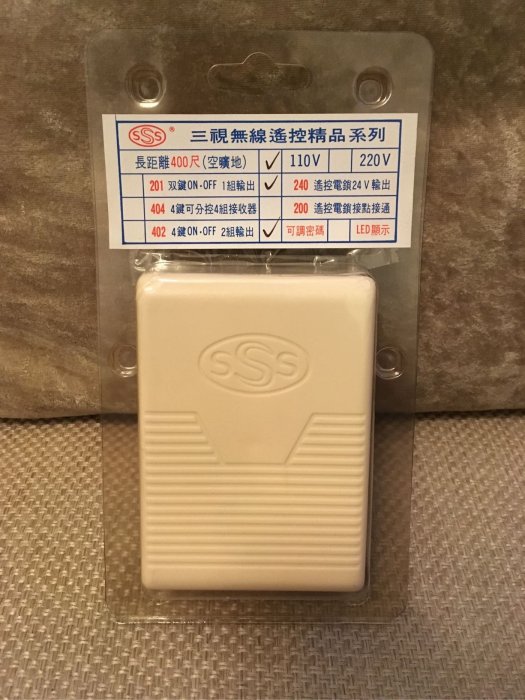 SSS® 三視無線遙控精品系列
長距離400尺(空曠地) ✓ 110V 220V
201 双鍵ON-OFF 1組輸出 ✓ 240 遙控電鎖24V輸出
404 4鍵可分控4組接收器 200 遙控電鎖接點接通
402 4鍵ON-OFF 2組輸出 ✓ 可調密碼 LED顯示
SSS